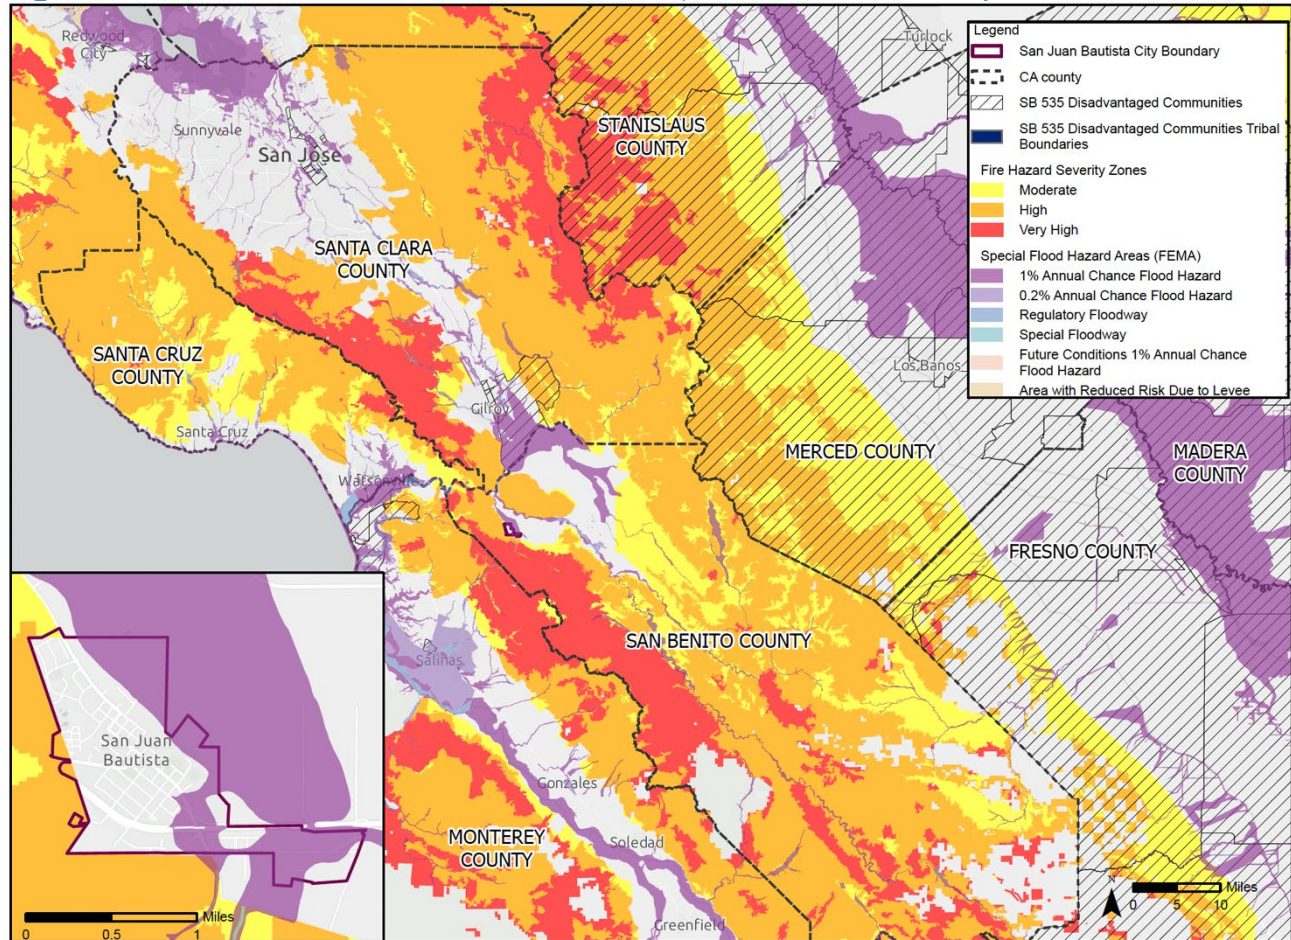 Redwood
City
Sunnyvale
San Jose
SANTA CLARA
COUNTY
SANTA CRUZ
COUNTY
Santa Cruz
Gilroy
Watsonville
STANISLAUS
COUNTY
Turlock
Los Banos
MERCED COUNTY
MADERA
COUNTY
FRESNO COUNTY
SAN BENITO COUNTY
Salinas
Gonzales
MONTEREY
COUNTY
Soledad
Greenfield
Legend
San Juan Bautista City Boundary
CA county
SB 535 Disadvantaged Communities
SB 535 Disadvantaged Communities Tribal
Boundaries
Fire Hazard Severity Zones
Moderate
High
Very High
Special Flood Hazard Areas (FEMA)
1% Annual Chance Flood Hazard
0.2% Annual Chance Flood Hazard
Regulatory Floodway
Special Floodway
Future Conditions 1% Annual Chance
Flood Hazard
Area with Reduced Risk Due to Levee
San Juan
Bautista
Miles
0 0.5 1
N
Miles
0 5 10